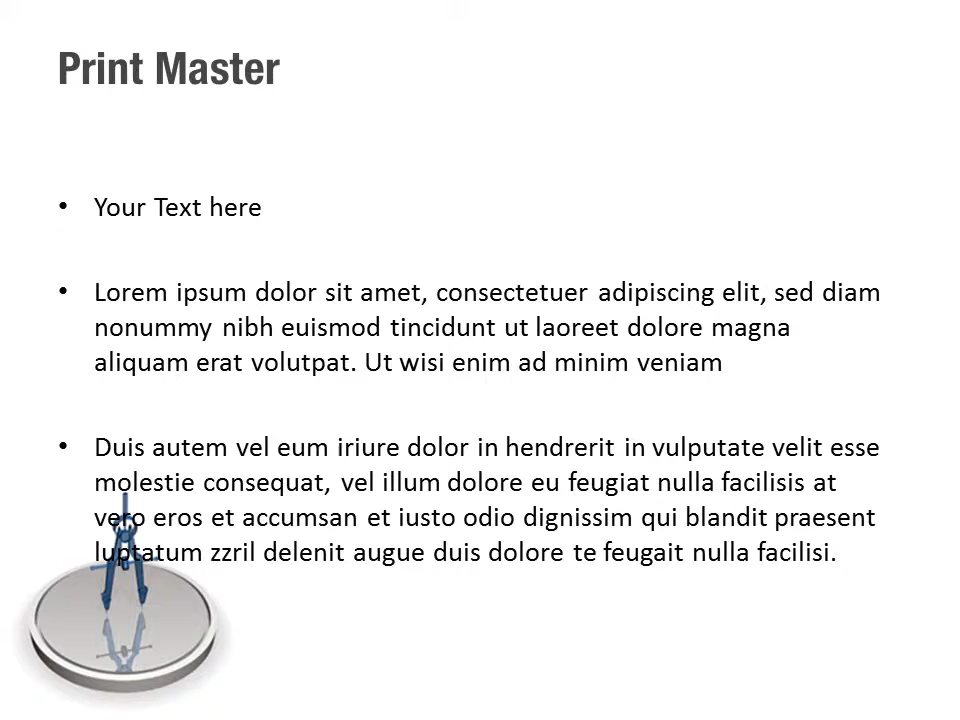 Print Master
• Your Text here
• Lorem ipsum dolor sit amet, consectetuer adipiscing elit, sed diam
nonummy nibh euismod tincidunt ut laoreet dolore magna
aliquam erat volutpat. Ut wisi enim ad minim veniam
• Duis autem vel eum iriure dolor in hendrerit in vulputate velit esse
molestie consequat, vel illum dolore eu feugiat nulla facilisis at
vero eros et accumsan et iusto odio dignissim qui blandit praesent
luptatum zzril delenit augue duis dolore te feugait nulla facilisi.